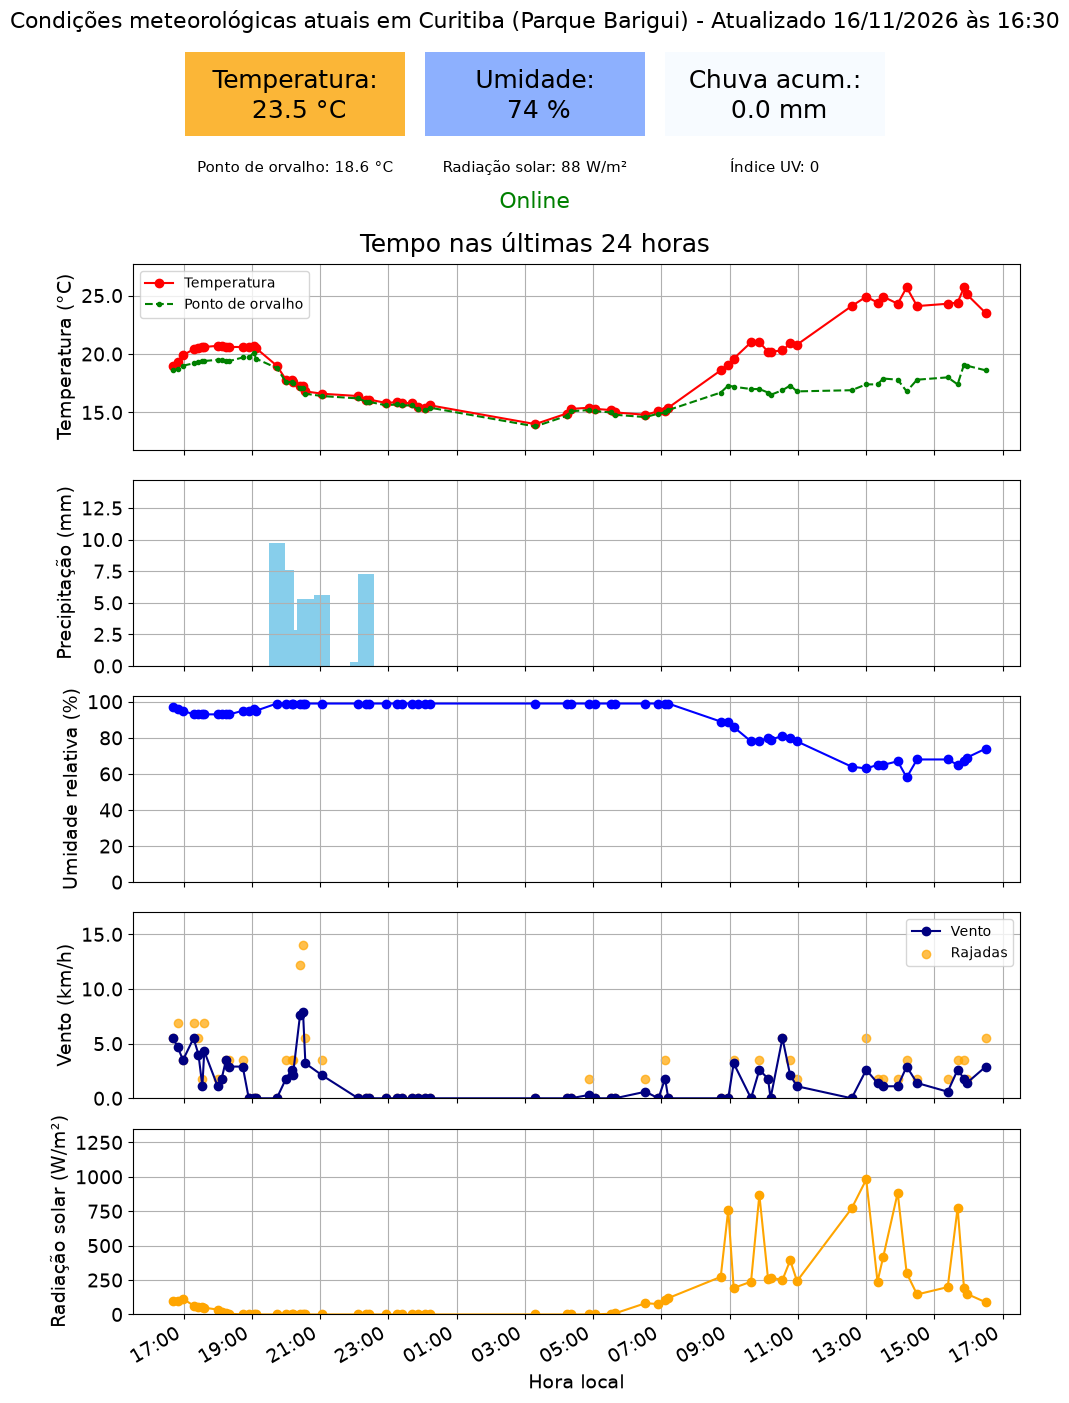 Condições meteorológicas atuais em Curitiba (Parque Barigui) - Atualizado 16/11/2026 às 16:30
Temperatura:
23.5 °C
Umidade:
74 %
Chuva acum.:
0.0 mm
Ponto de orvalho: 18.6 °C
Radiação solar: 88 W/m²
Índice UV: 0
Online
Tempo nas últimas 24 horas
Temperatura (°C)
25.0
20.0
15.0
Temperatura
Ponto de orvalho
Precipitação (mm)
12.5
10.0
7.5
5.0
2.5
0.0
Umidade relativa (%)
100
80
60
40
20
0
Vento (km/h)
15.0
10.0
5.0
0.0
Vento
Rajadas
Radiação solar (W/m²)
1250
1000
750
500
250
0
17:00 19:00 21:00 23:00 01:00 03:00 05:00 07:00 09:00 11:00 13:00 15:00 17:00
Hora local